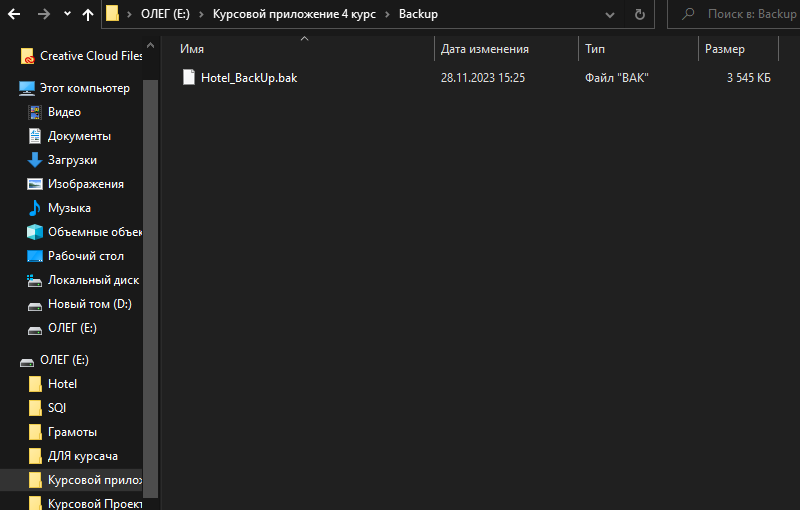 ОЛЕГ (E:) Курсовой приложение 4 курс Backup
Поиск в: Backup
Имя Дата изменения Тип Размер
Hotel_BackUp.bak 28.11.2023 15:25 Файл "BAK" 3 545 КБ
Creative Cloud Files
Этот компьютер
Видео
Документы
Загрузки
Изображения
Музыка
Объемные объек
Рабочий стол
Локальный диск
Новый том (D:)
ОЛЕГ (E:)
ОЛЕГ (E:)
Hotel
SQl
Грамоты
ДЛЯ курсача
Курсовой прилож
Курсовой Проект